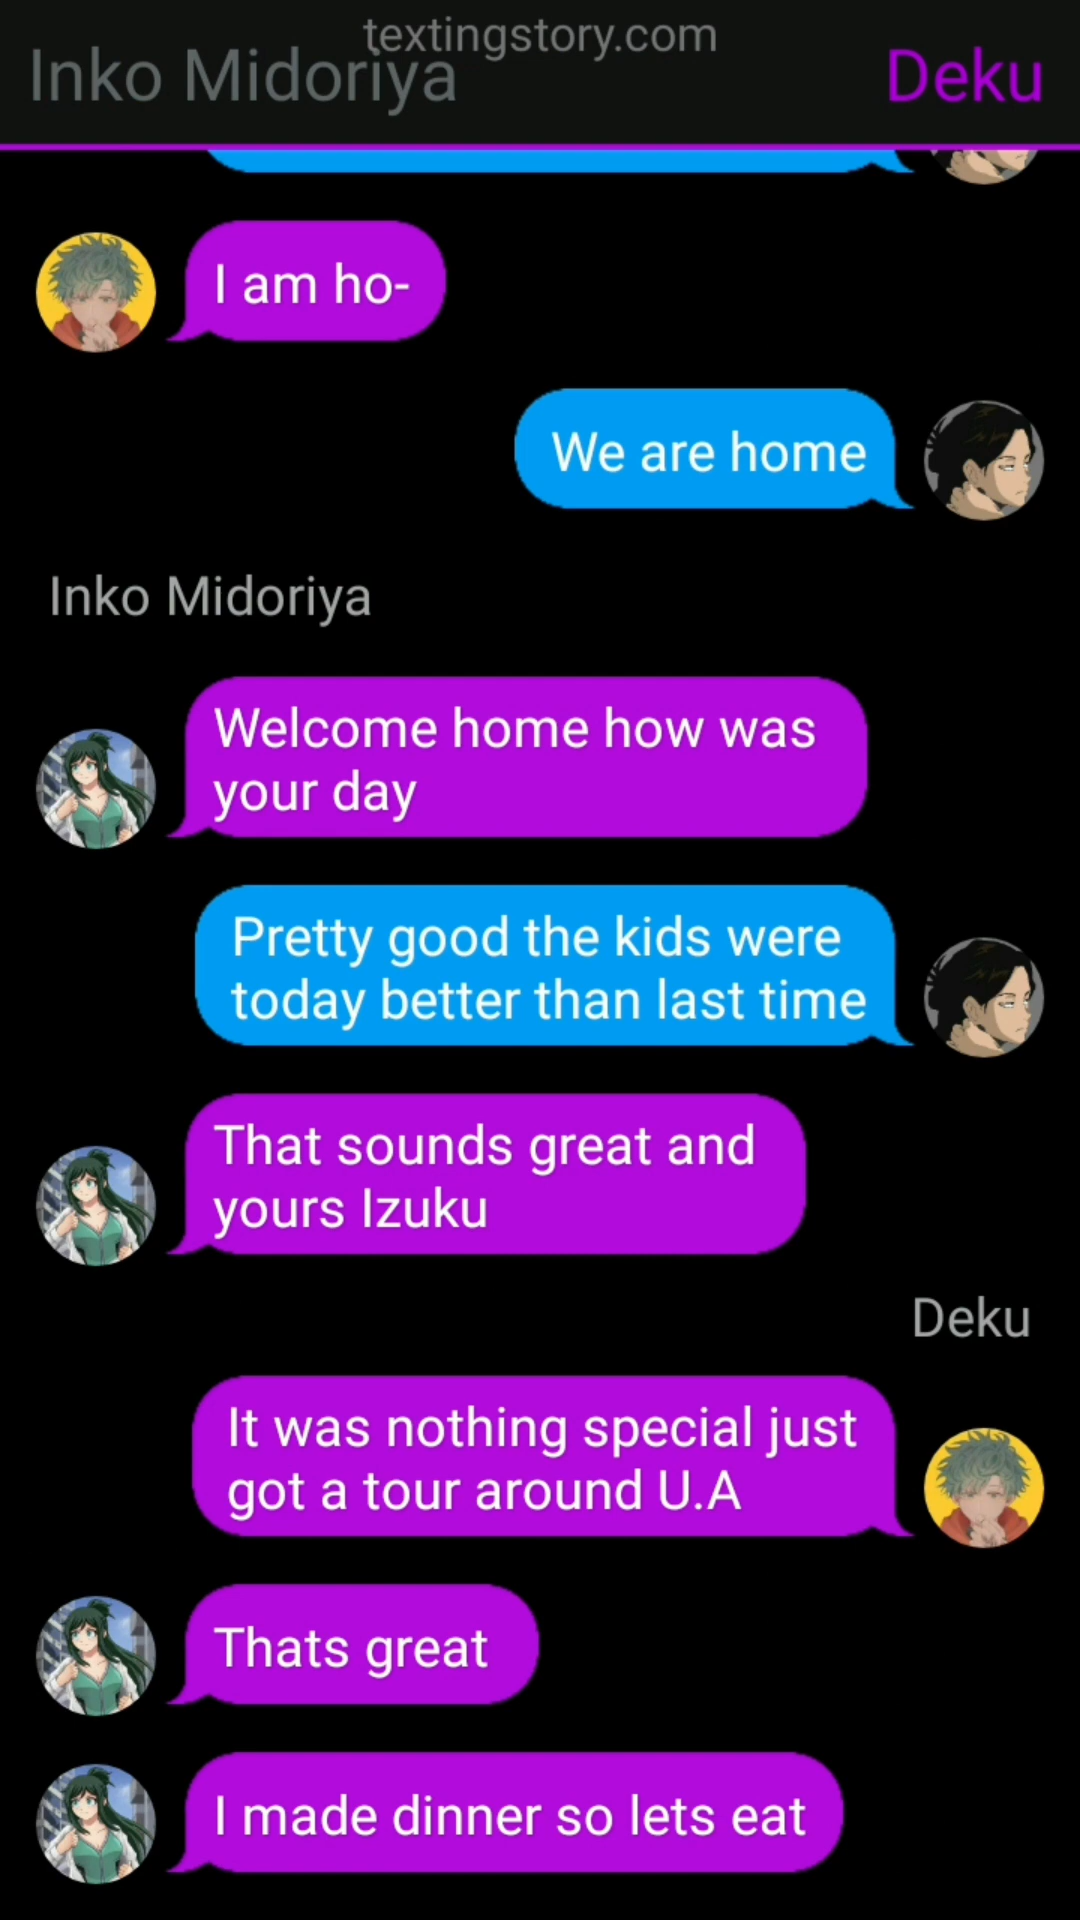 textingstory.com
Inko Midoriya
Deku
I am ho-
We are home
Inko Midoriya
Welcome home how was
your day
Pretty good the kids were
today better than last time
That sounds great and
yours Izuku
Deku
It was nothing special just
got a tour around U.A
Thats great
I made dinner so lets eat